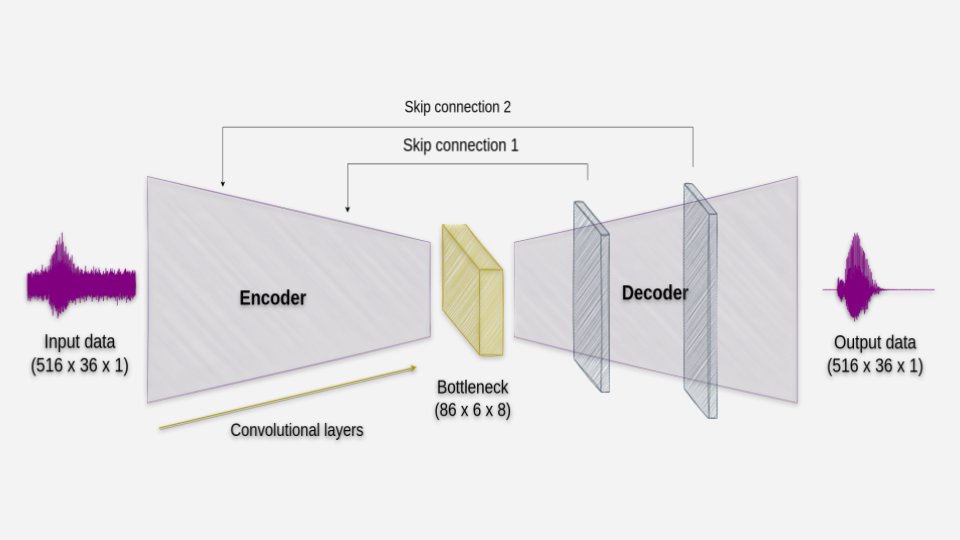 Skip connection 2
Skip connection 1
Encoder
Decoder
Input data
(516 x 36 x 1)
Output data
(516 x 36 x 1)
Bottleneck
(86 x 6 x 8)
Convolutional layers